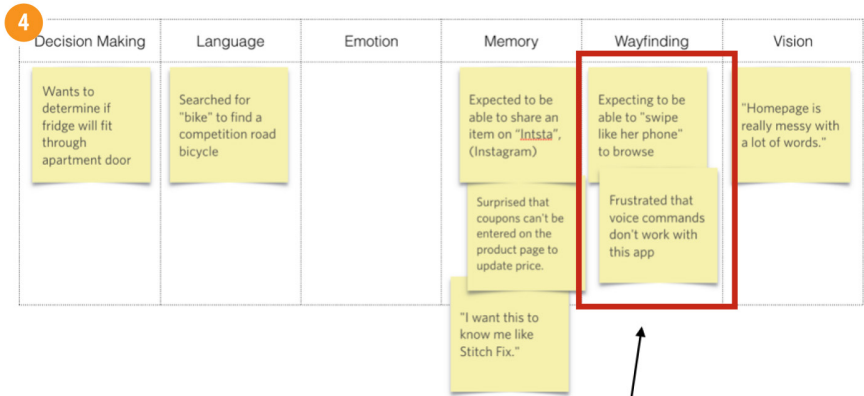 4
Decision Making
Language
Emotion
Memory
Wayfinding
Vision
Wants to
determine if
fridge will fit
through
apartment door
Searched for
"bike" to find a
competition road
bicycle
Expected to be
able to share an
item on "Intsta",
(Instagram)
Surprised that
coupons can't be
entered on the
product page to
update price.
"I want this to
know me like
Stitch Fix."
Expecting to be
able to "swipe
like her phone"
to browse
Frustrated that
voice commands
don't work with
this app
"Homepage is
really messy with
a lot of words."